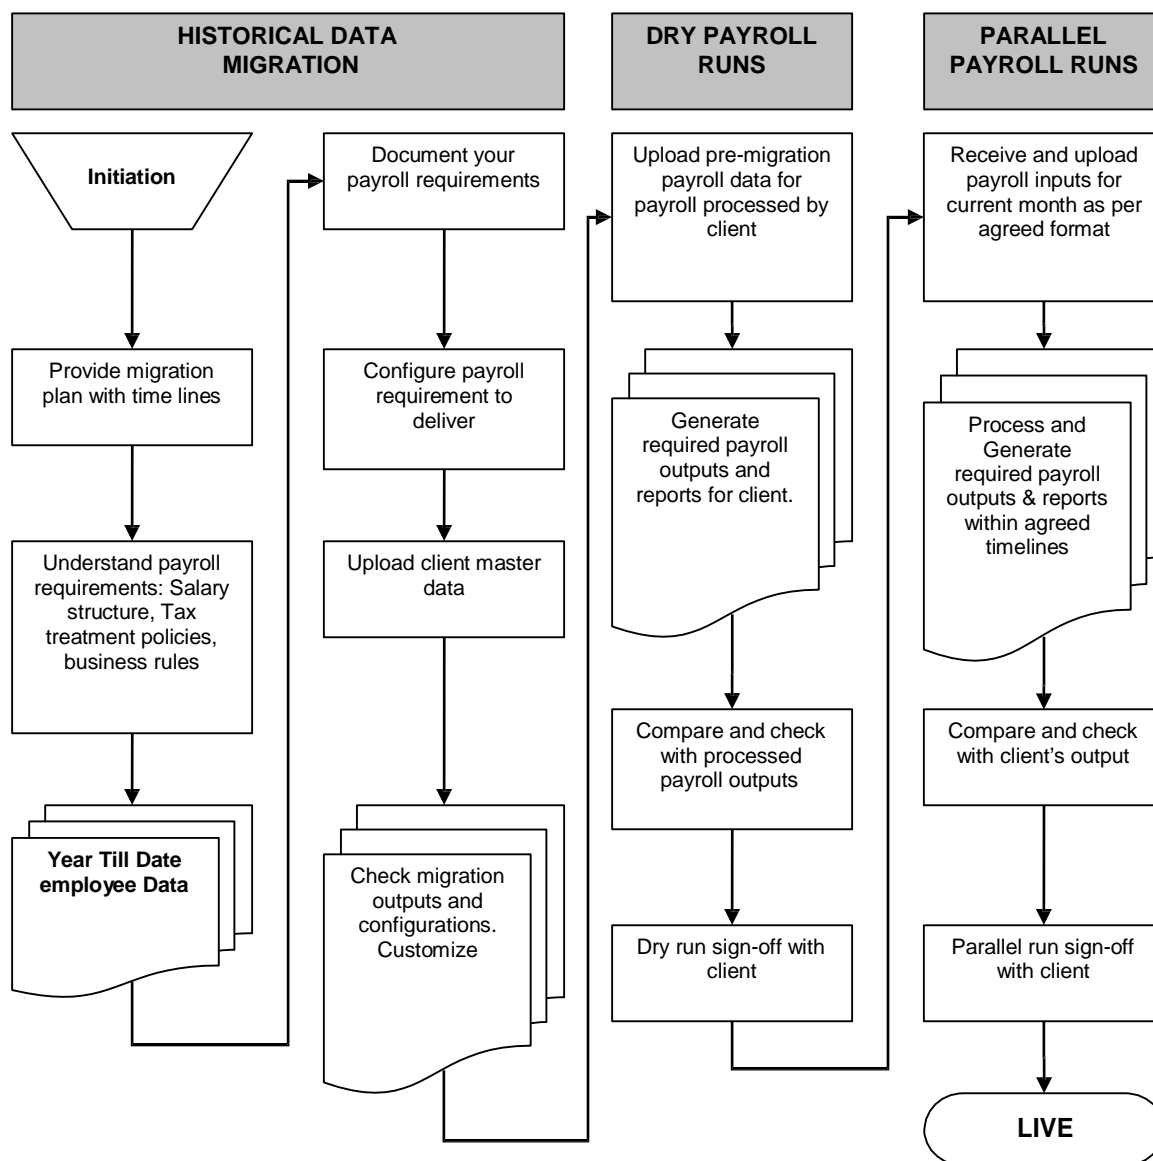 HISTORICAL DATA
MIGRATION
DRY PAYROLL
RUNS
PARALLEL
PAYROLL RUNS
Initiation
Provide migration
plan with time lines
Understand payroll
requirements: Salary
structure, Tax
treatment policies,
business rules
Year Till Date
employee Data
Document your
payroll requirements
Configure payroll
requirement to
deliver
Upload client master
data
Check migration
outputs and
configurations.
Customize
Upload pre-migration
payroll data for
payroll processed by
client
Generate
required payroll
outputs and
reports for client.
Compare and check
with processed
payroll outputs
Dry run sign-off with
client
Receive and upload
payroll inputs for
current month as per
agreed format
Process and
Generate
required payroll
outputs & reports
within agreed
timelines
Compare and check
with client’s output
Parallel run sign-off
with client
LIVE